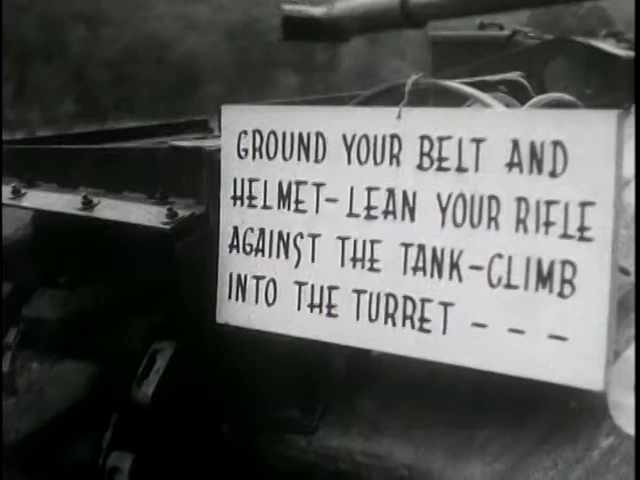 GROUND YOUR BELT AND
HELMET- LEAN YOUR RIFLE
AGAINST THE TANK-CLIMB
INTO THE TURRET - - -